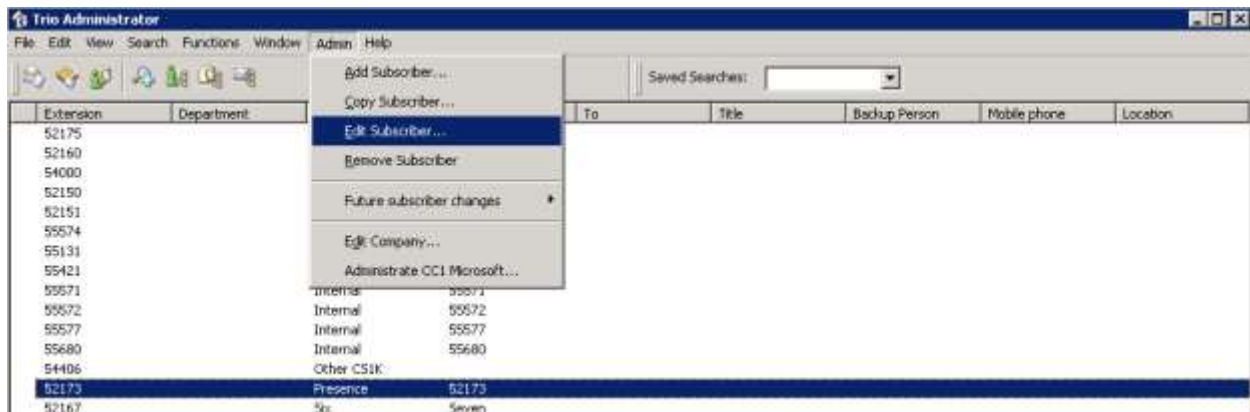 Trio Administrator
File Edit View Search Functions Window Admin Help
Saved Searches:
Add Subscriber...
Copy Subscriber...
Edit Subscriber...
Remove Subscriber
Future subscriber changes
Edit Company...
Administrate CC1 Microsoft...
Extension Department To Title Backup Person Mobile phone Location
52175
52160
54000
52150
52151
55574
55131
55421
55571 Internal 55571
55572 Internal 55572
55577 Internal 55577
55680 Internal 55680
54406 Other CS1K
52173 Presence 52173
52167 Six Seven